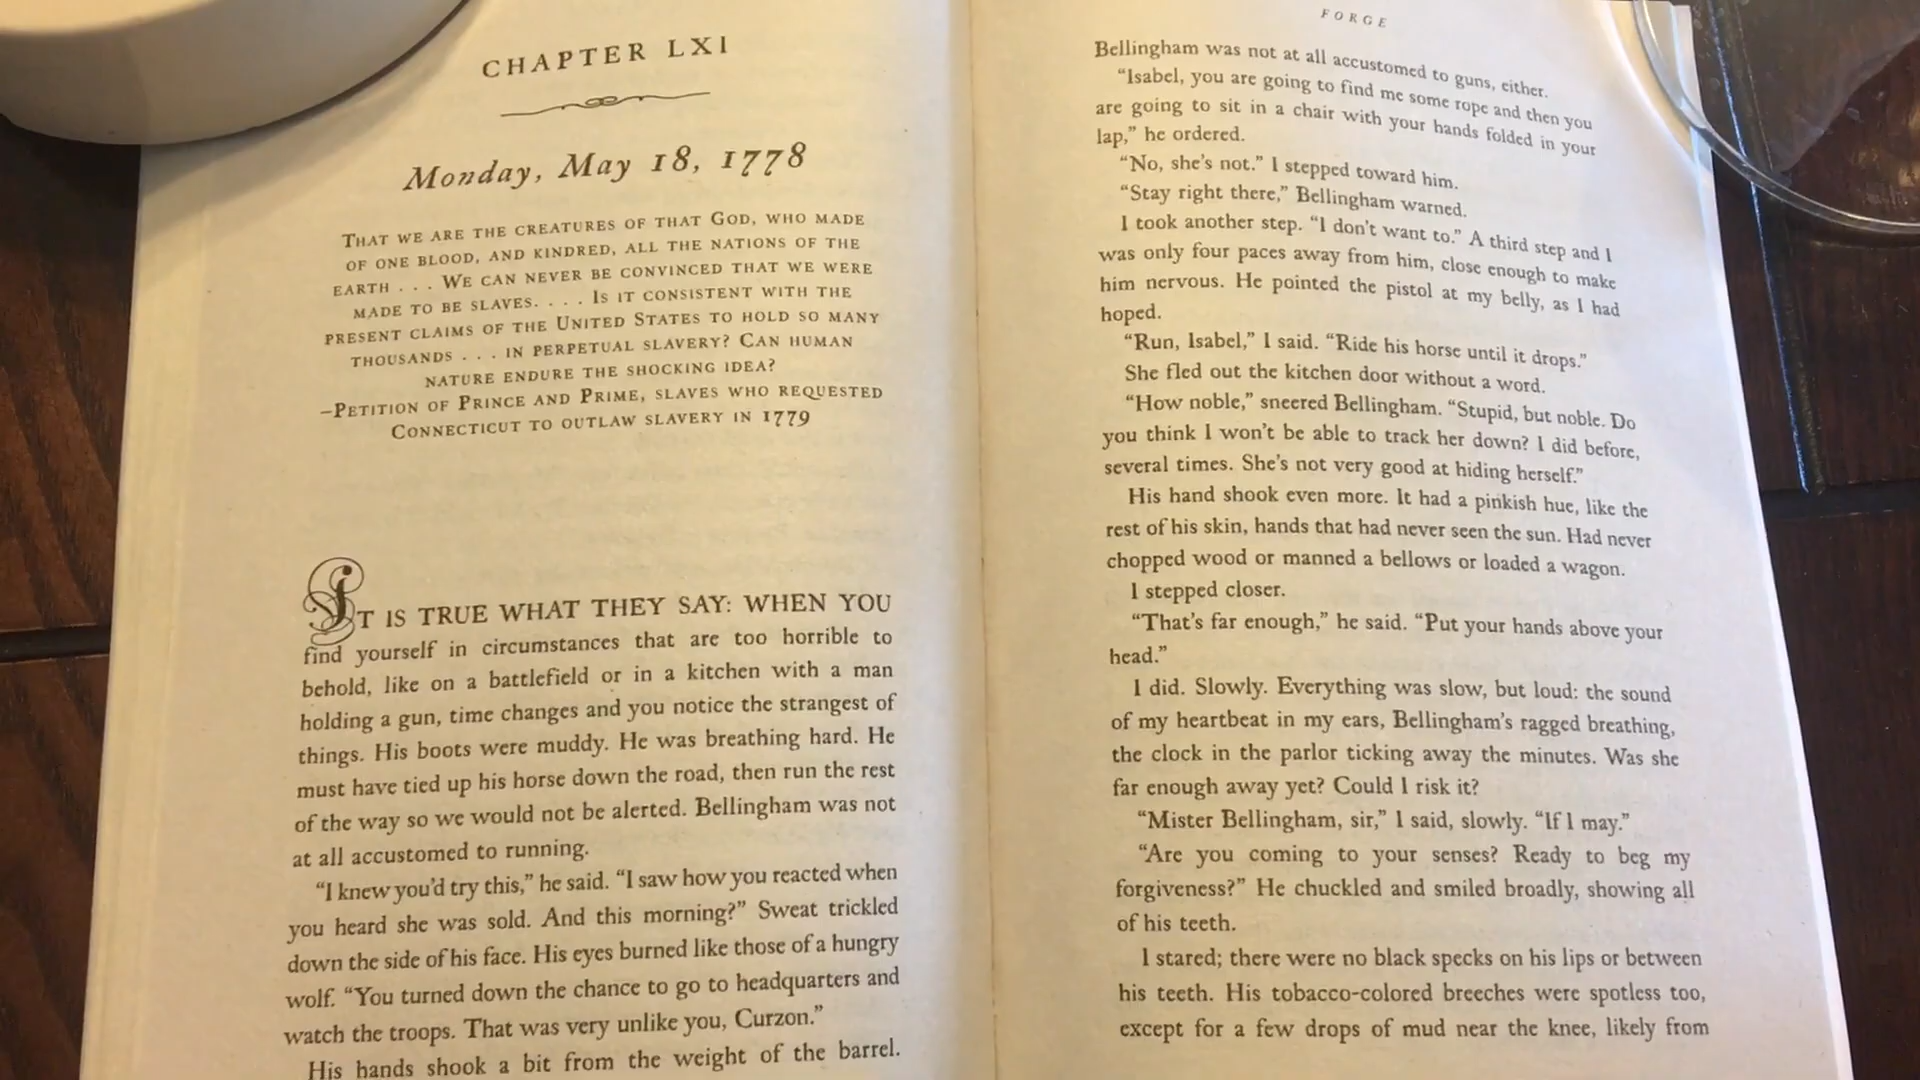 CHAPTER LXI
Monday, May 18, 1778
THAT WE ARE THE CREATURES OF THAT GOD, WHO MADE
OF ONE BLOOD, AND KINDRED, ALL THE NATIONS OF THE
EARTH . . . WE CAN NEVER BE CONVINCED THAT WE WERE
MADE TO BE SLAVES. . . . IS IT CONSISTENT WITH THE
PRESENT CLAIMS OF THE UNITED STATES TO HOLD SO MANY
THOUSANDS . . . IN PERPETUAL SLAVERY? CAN HUMAN
NATURE ENDURE THE SHOCKING IDEA?
–PETITION OF PRINCE AND PRIME, SLAVES WHO REQUESTED
CONNECTICUT TO OUTLAW SLAVERY IN 1779
IT IS TRUE WHAT THEY SAY: WHEN YOU
find yourself in circumstances that are too horrible to
behold, like on a battlefield or in a kitchen with a man
holding a gun, time changes and you notice the strangest of
things. His boots were muddy. He was breathing hard. He
must have tied up his horse down the road, then run the rest
of the way so we would not be alerted. Bellingham was not
at all accustomed to running.
“I knew you’d try this,” he said. “I saw how you reacted when
you heard she was sold. And this morning?” Sweat trickled
down the side of his face. His eyes burned like those of a hungry
wolf. “You turned down the chance to go to headquarters and
watch the troops. That was very unlike you, Curzon.”
His hands shook a bit from the weight of the barrel.
FORGE
Bellingham was not at all accustomed to guns, either.
“Isabel, you are going to find me some rope and then you
are going to sit in a chair with your hands folded in your
lap,” he ordered.
“No, she’s not.” I stepped toward him.
“Stay right there,” Bellingham warned.
I took another step. “I don’t want to.” A third step and I
was only four paces away from him, close enough to make
him nervous. He pointed the pistol at my belly, as I had
hoped.
“Run, Isabel,” I said. “Ride his horse until it drops.”
She fled out the kitchen door without a word.
“How noble,” sneered Bellingham. “Stupid, but noble. Do
you think I won’t be able to track her down? I did before,
several times. She’s not very good at hiding herself.”
His hand shook even more. It had a pinkish hue, like the
rest of his skin, hands that had never seen the sun. Had never
chopped wood or manned a bellows or loaded a wagon.
I stepped closer.
“That’s far enough,” he said. “Put your hands above your
head.”
I did. Slowly. Everything was slow, but loud: the sound
of my heartbeat in my ears, Bellingham’s ragged breathing,
the clock in the parlor ticking away the minutes. Was she
far enough away yet? Could I risk it?
“Mister Bellingham, sir,” I said, slowly. “If I may.”
“Are you coming to your senses? Ready to beg my
forgiveness?” He chuckled and smiled broadly, showing all
of his teeth.
I stared; there were no black specks on his lips or between
his teeth. His tobacco-colored breeches were spotless too,
except for a few drops of mud near the knee, likely from